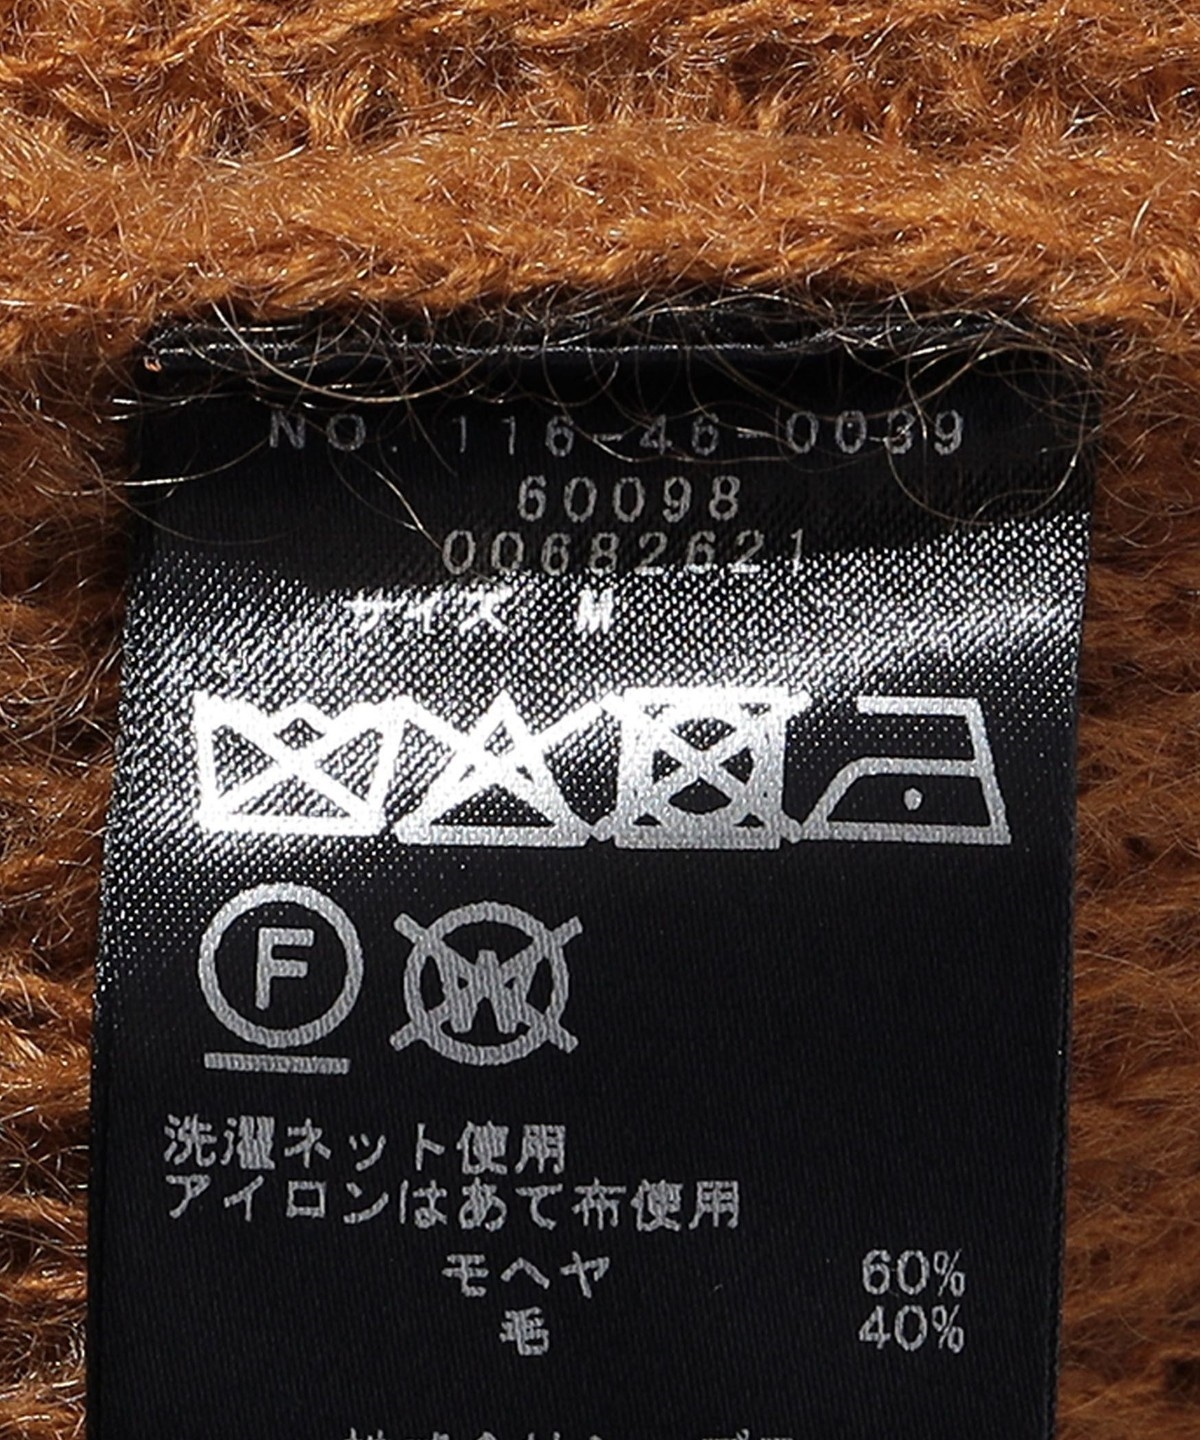 NO. 116-46-0039
60098
00682621
サイズ M
F
W
洗濯ネット使用
アイロンはあて布使用
モヘヤ 60%
毛 40%